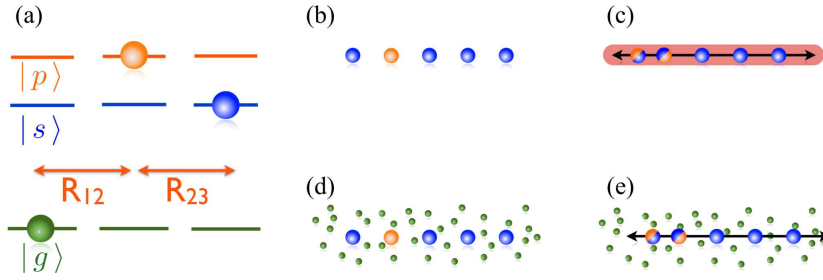 (a)
(b)
(c)
| p ⟩
| s ⟩
R12
R23
(d)
(e)
| g ⟩